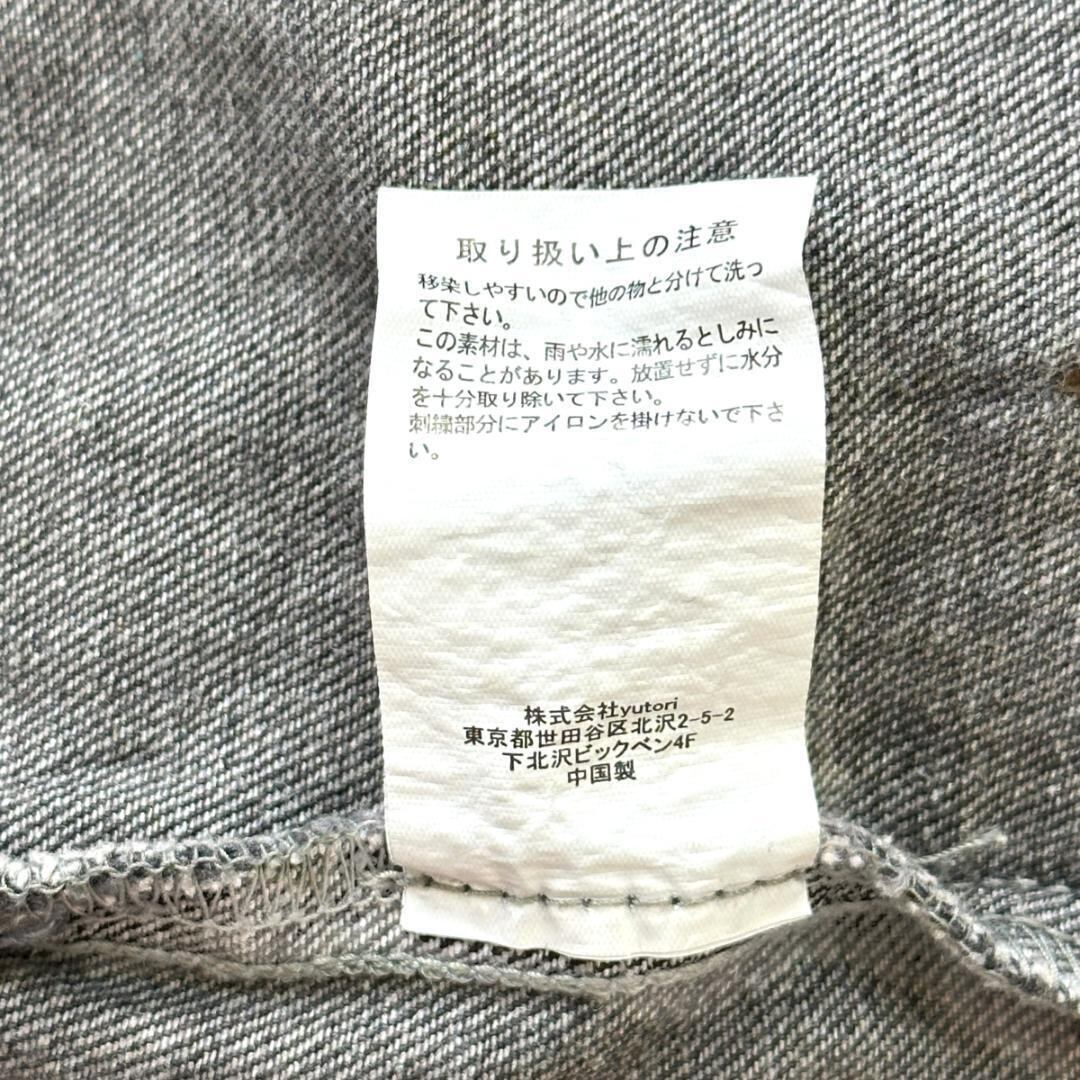 取り扱い上の注意
移染しやすいので他の物と分けて洗っ
て下さい。
この素材は、雨や水に濡れるとしみに
なることがあります。放置せずに水分
を十分取り除いて下さい。
刺繍部分にアイロンを掛けないで下さ
い。
株式会社yutori
東京都世田谷区北沢2-5-2
下北沢ビックベン4F
中国製